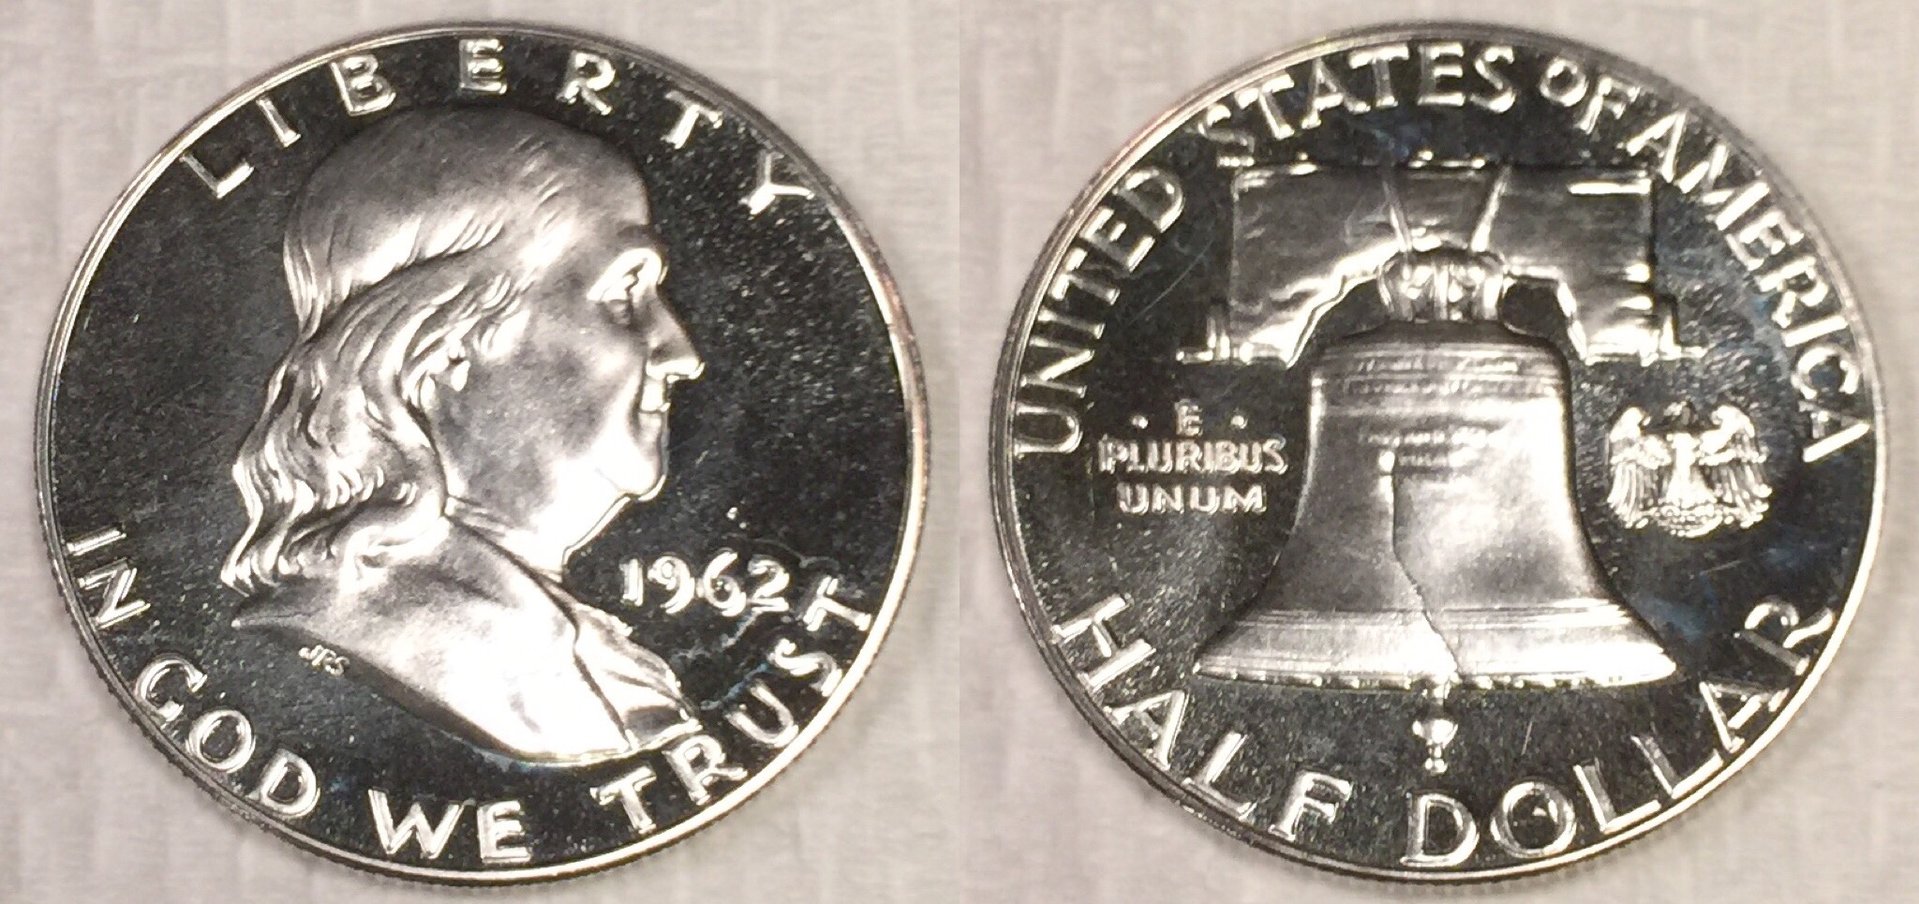 LIBERTY
1962
JRS
IN GOD WE TRUST
UNITED STATES OF AMERICA
· E ·
PLURIBUS
UNUM
HALF DOLLAR